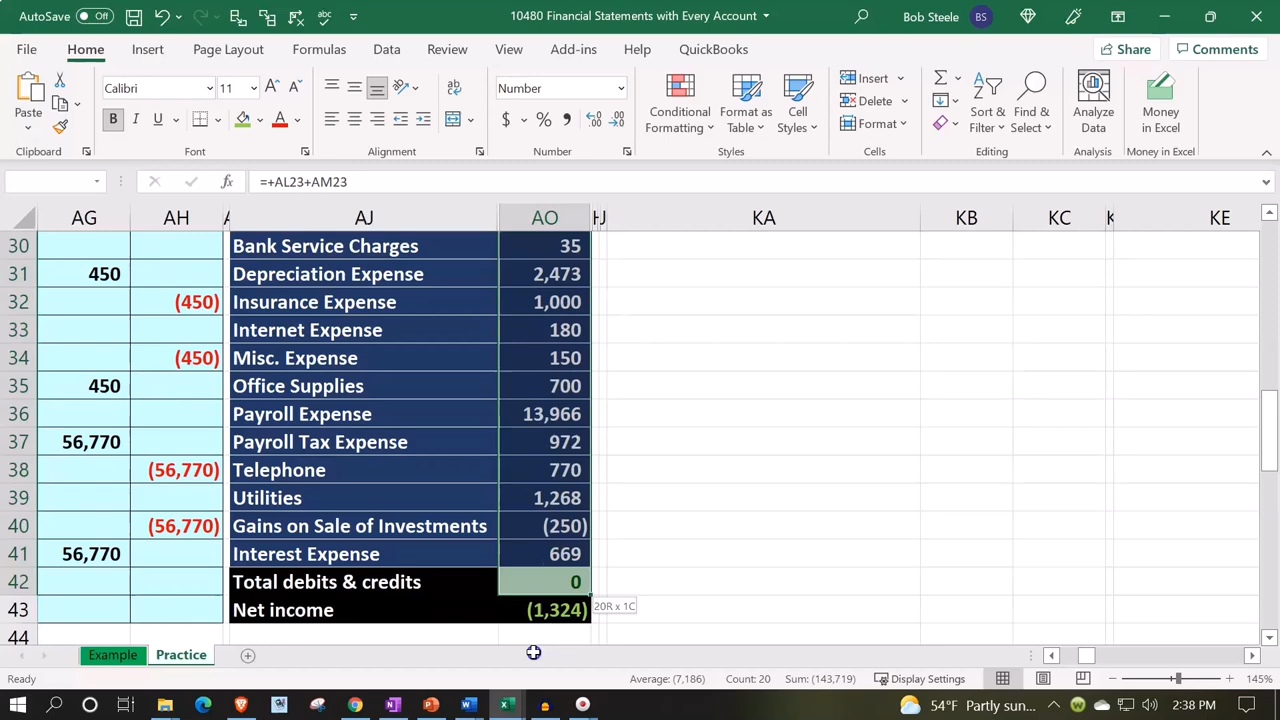 AutoSave Off 10480 Financial Statements with Every Account Bob Steele BS
File Home Insert Page Layout Formulas Data Review View Add-ins Help QuickBooks Share Comments
Paste Calibri 11 Number Conditional Formatting Format as Table Cell Styles Insert Delete Format Sort & Filter Find & Select Analyze Data Money in Excel
Clipboard Font Alignment Number Styles Cells Editing Analysis Money in Excel
fx =+AL23+AM23
AG AH A AJ AO KA KB KC KE
30 Bank Service Charges 35
31 450 Depreciation Expense 2,473
32 (450) Insurance Expense 1,000
33 Internet Expense 180
34 (450) Misc. Expense 150
35 450 Office Supplies 700
36 Payroll Expense 13,966
37 56,770 Payroll Tax Expense 972
38 (56,770) Telephone 770
39 Utilities 1,268
40 (56,770) Gains on Sale of Investments (250)
41 56,770 Interest Expense 669
42 Total debits & credits 0
43 Net income (1,324) 20R x 1C
44
Example Practice
Ready Average: (7,186) Count: 20 Sum: (143,719) Display Settings 145%
54°F Partly sun... 2:38 PM